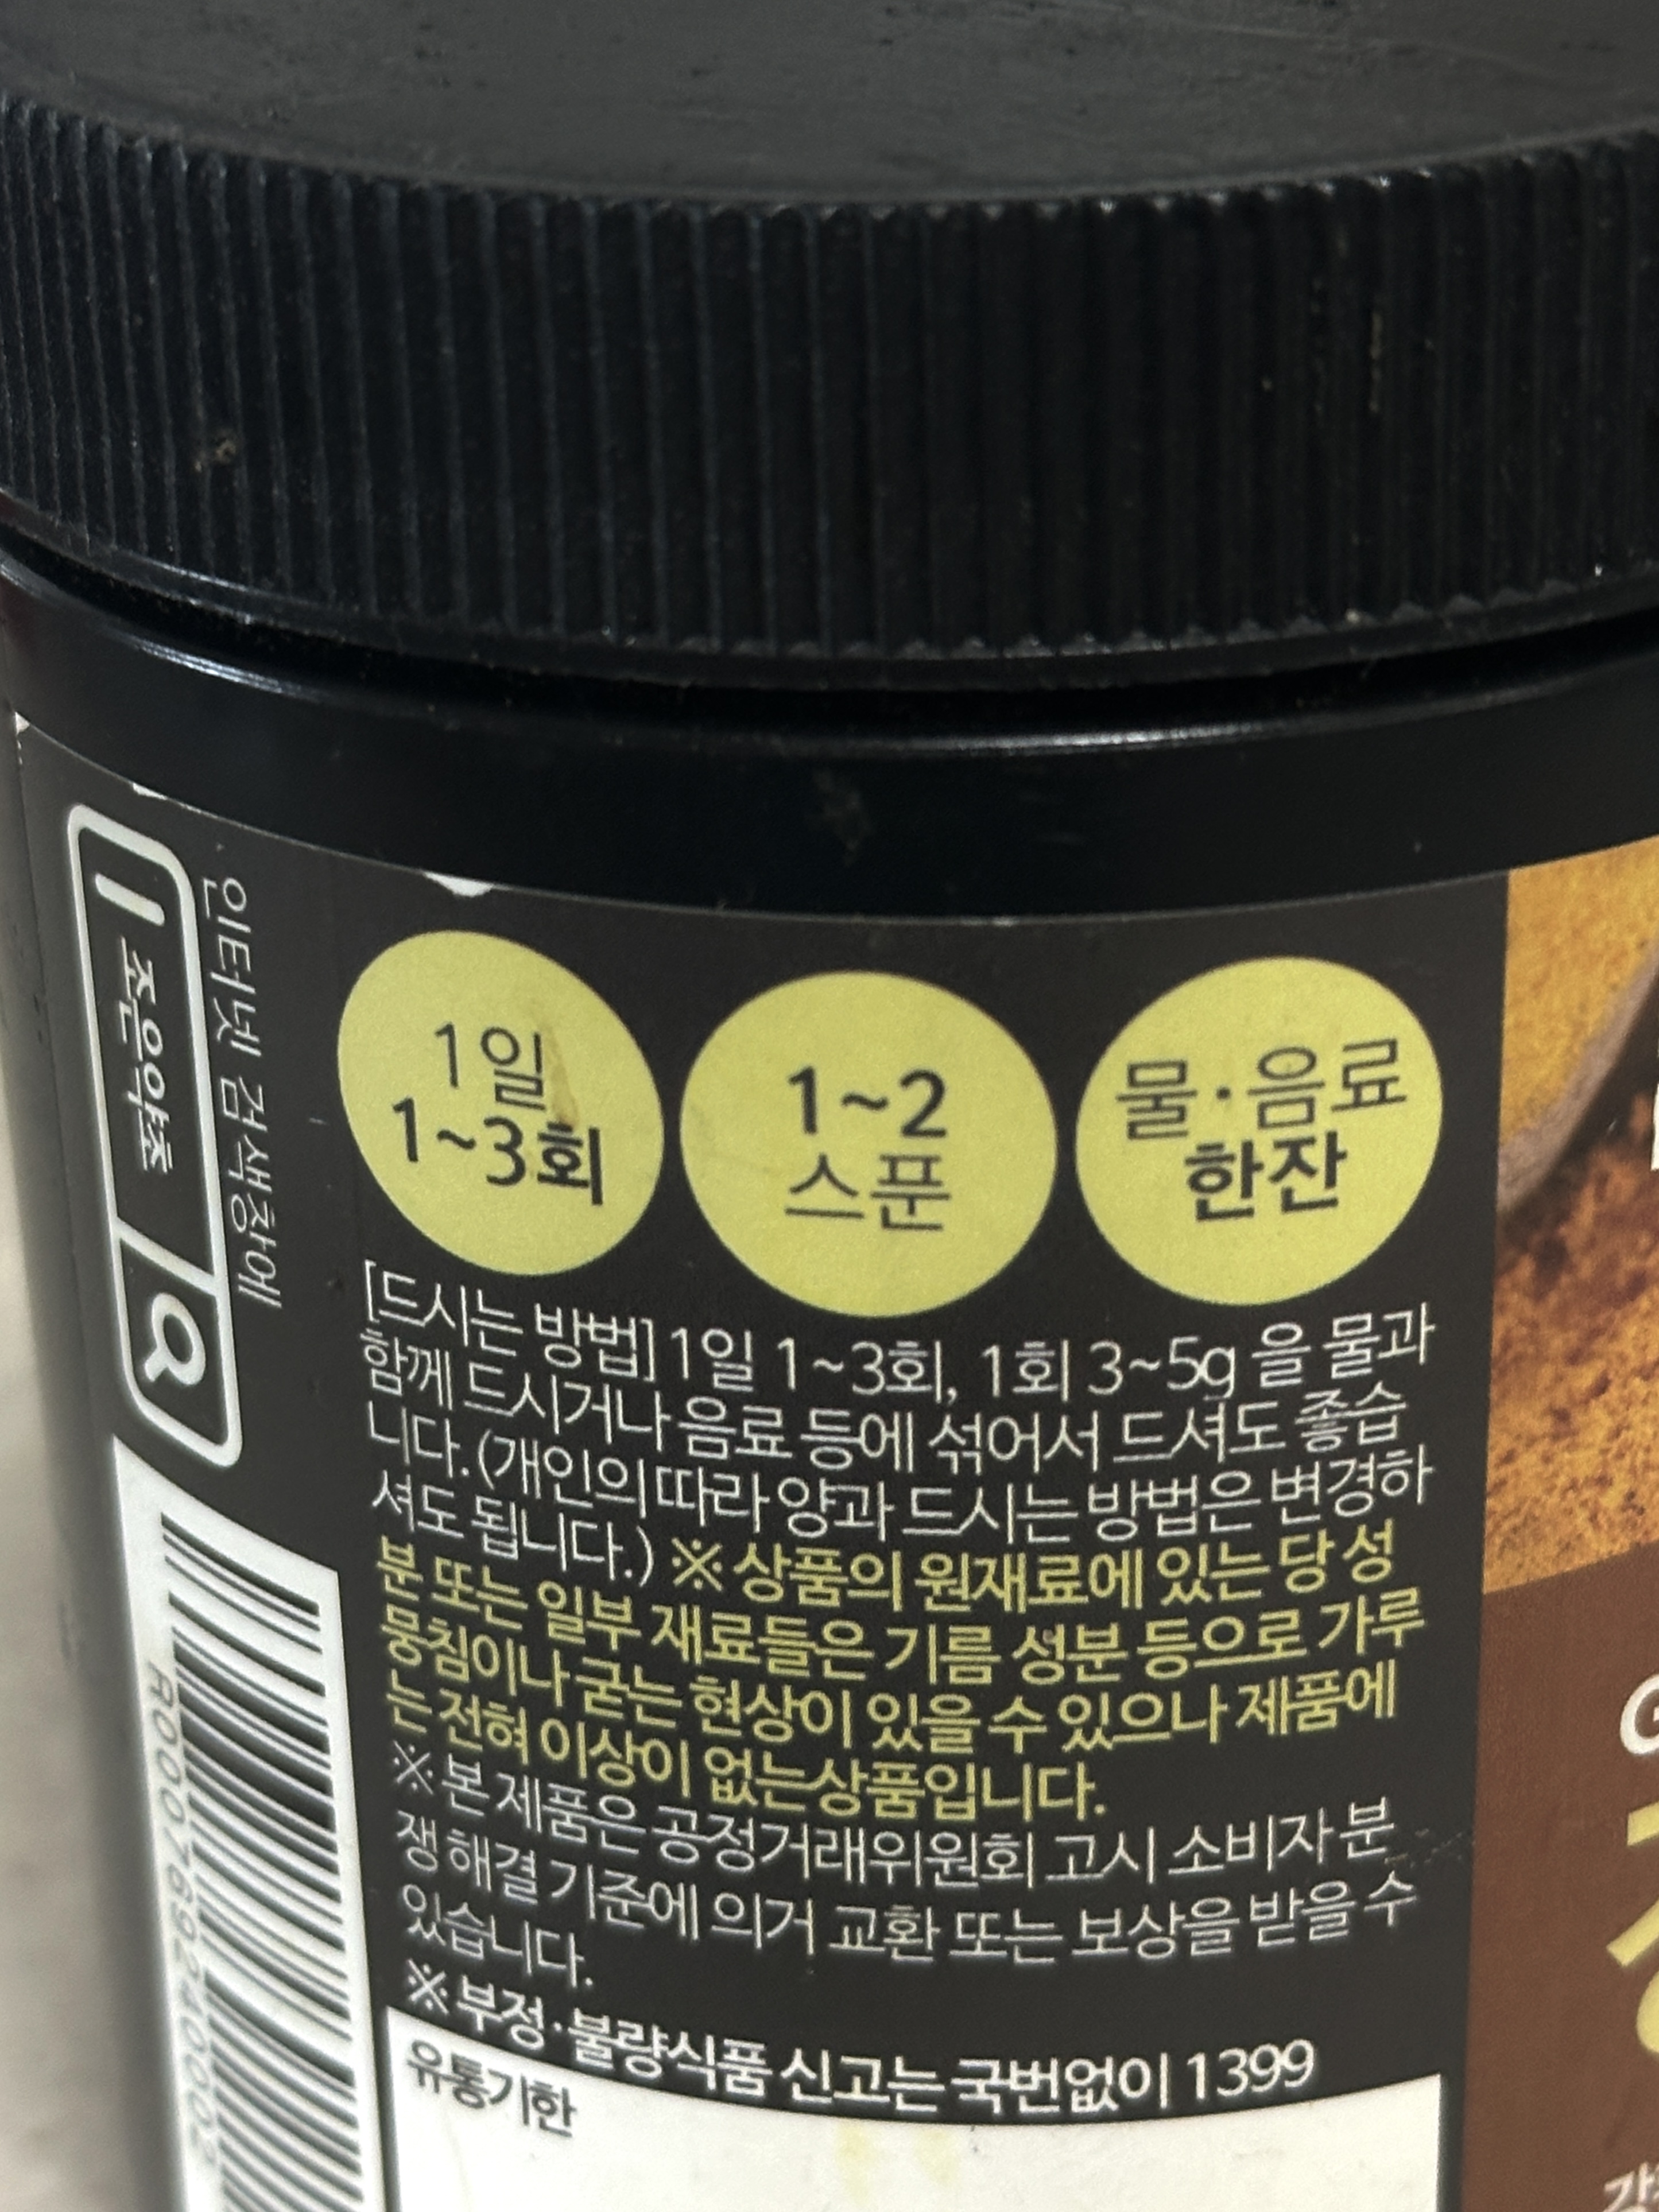 인터넷 검색창에
조은약초
1일
1~3회
1~2
스푼
물·음료
한잔
[드시는 방법] 1일 1~3회, 1회 3~5g 을 물과
함께 드시거나 음료 등에 섞어서 드셔도 좋습
니다.(개인의 따라 양과 드시는 방법은 변경하
셔도 됩니다.) ※ 상품의 원재료에 있는 당 성
분 또는 일부 재료들은 기름 성분 등으로 가루
뭉침이나 굳는 현상이 있을 수 있으나 제품에
는 전혀 이상이 없는상품입니다.
※ 본 제품은 공정거래위원회 고시 소비자 분
쟁 해결 기준에 의거 교환 또는 보상을 받을 수
있습니다.
※ 부정·불량식품 신고는 국번없이 1399
유통기한